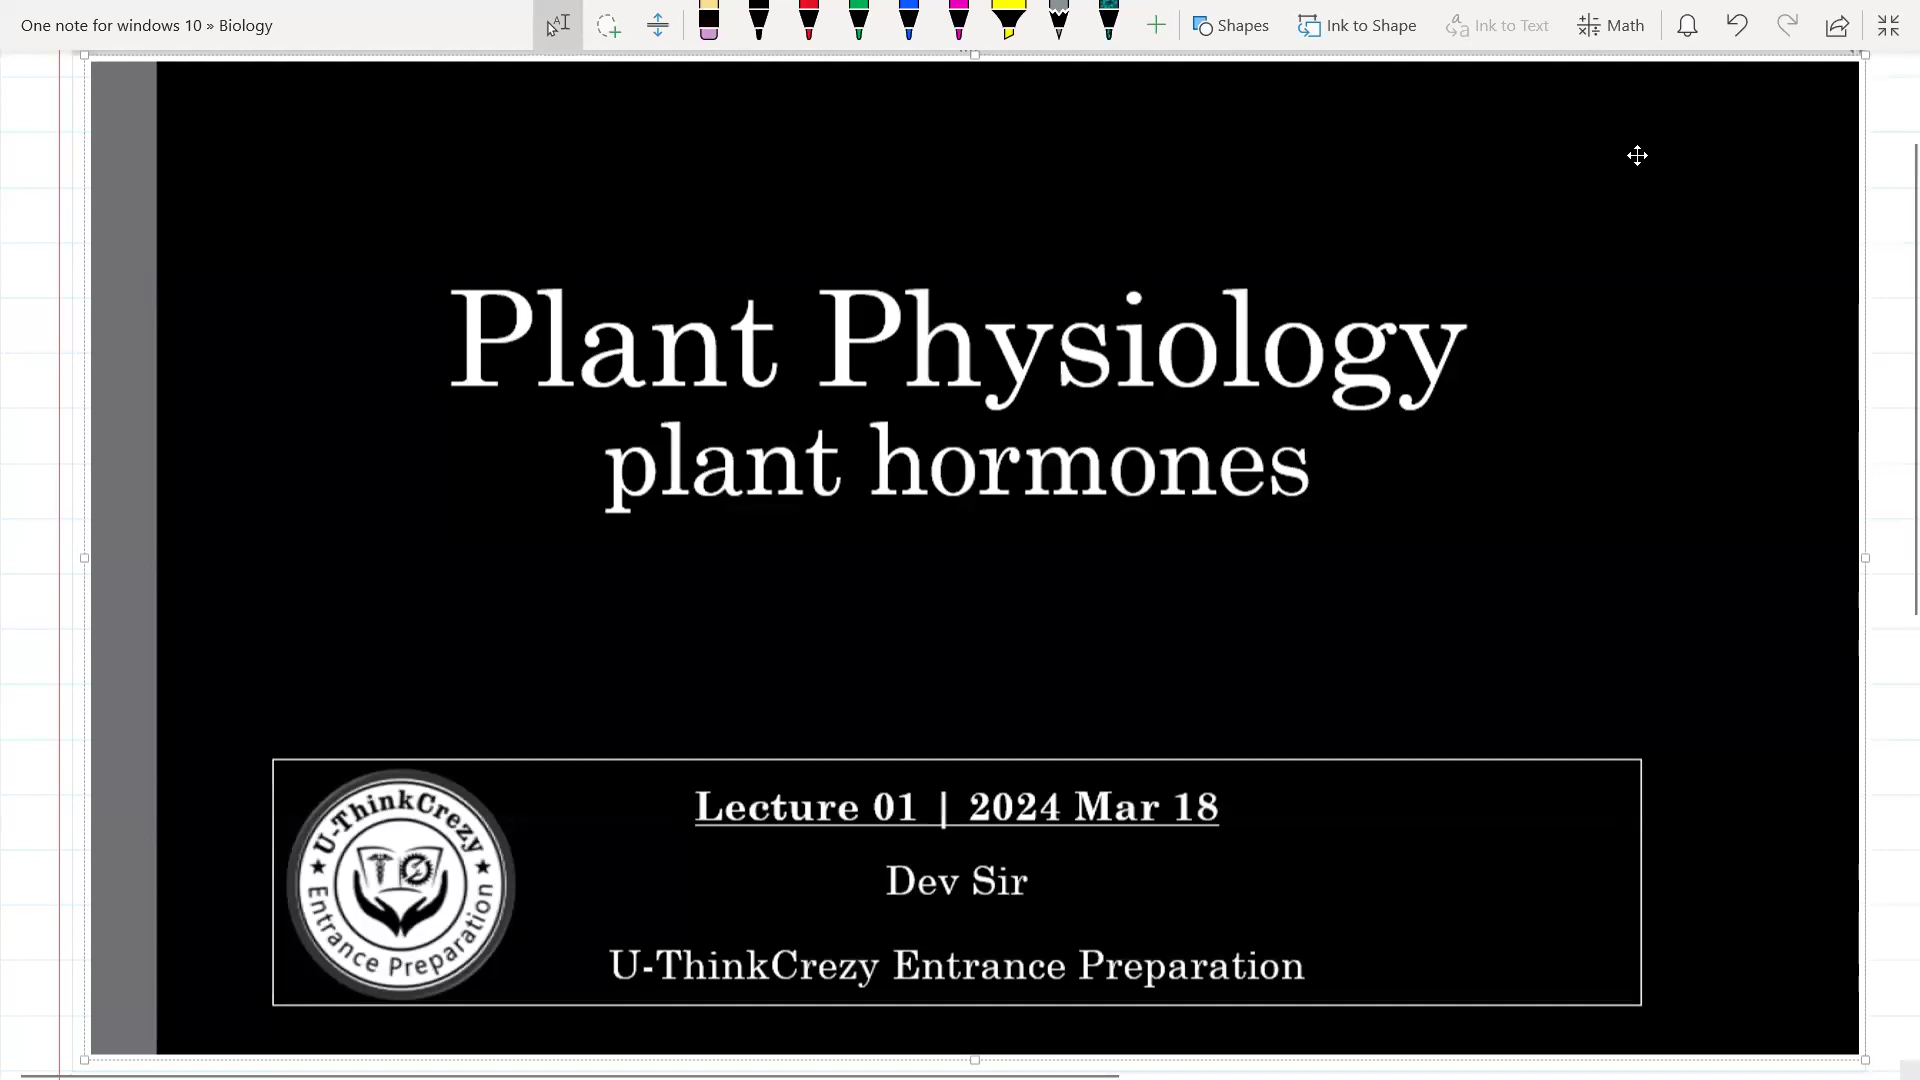 One note for windows 10 » Biology
Shapes
Ink to Shape
Ink to Text
Math
Plant Physiology
plant hormones
Lecture 01 | 2024 Mar 18
Dev Sir
U-ThinkCrezy Entrance Preparation
U-ThinkCrezy
Entrance Preparation